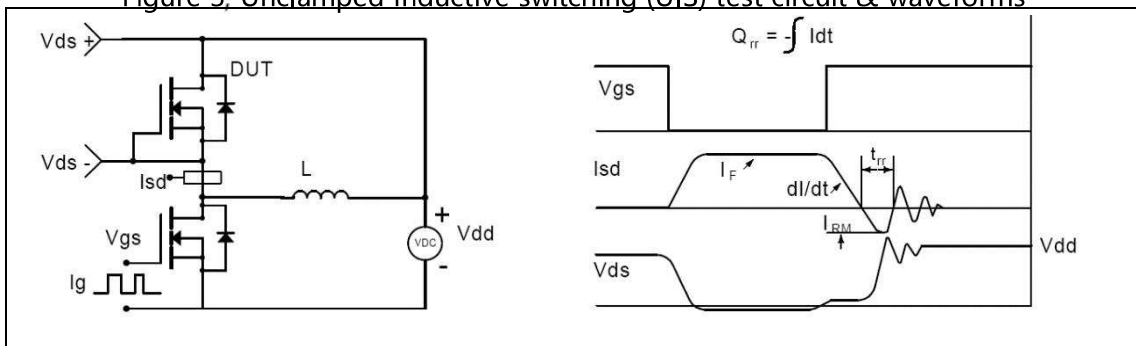 Figure 3, Unclamped inductive switching (UIS) test circuit & waveforms
Vds +
DUT
Vds -
Isd
L
Vgs
Ig
+
VDC
-
Vdd
Qrr = -∫ Idt
Vgs
Isd
IF
dI/dt
trr
IRM
Vds
Vdd